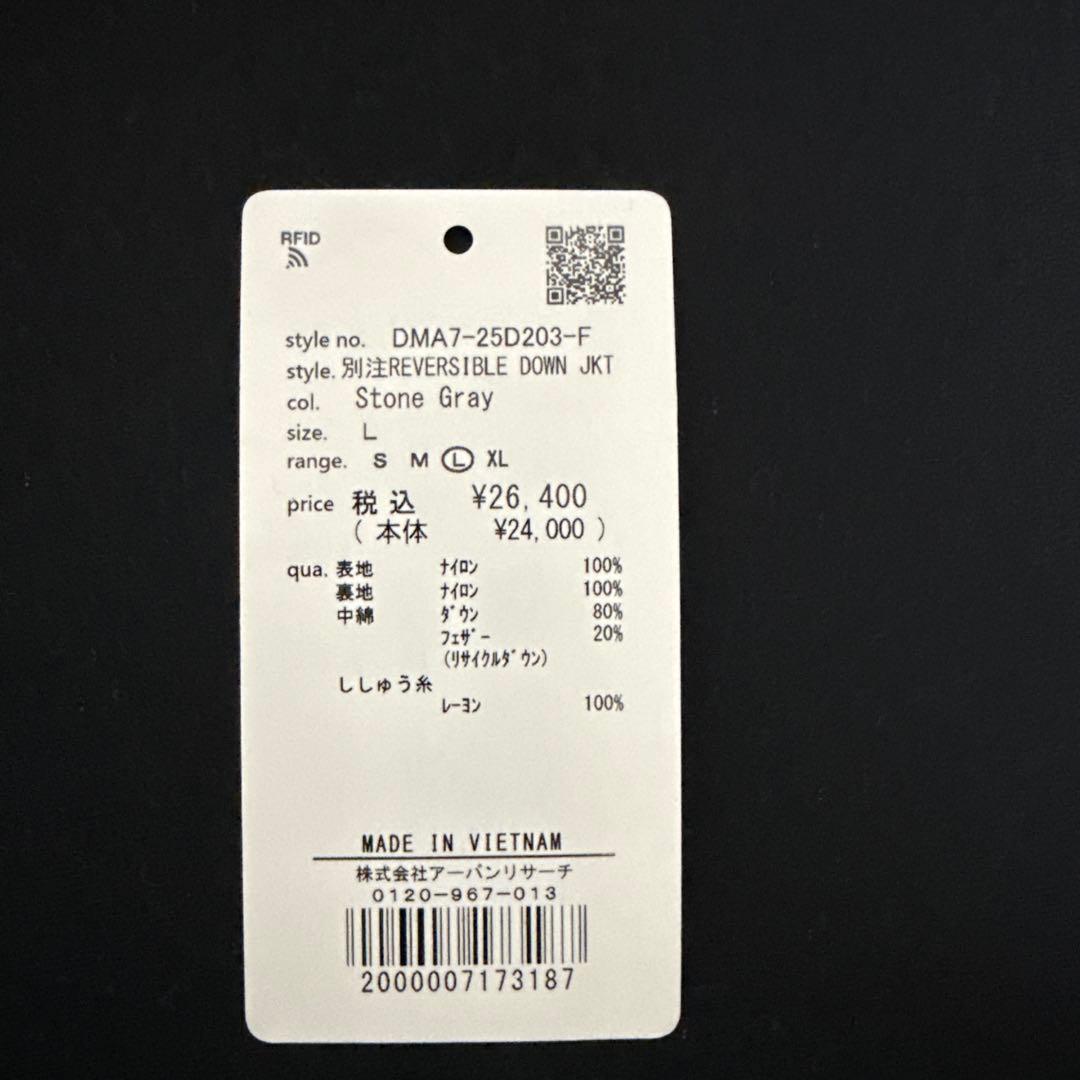 RFID
style no. DMA7-25D203-F
style. 別注REVERSIBLE DOWN JKT
col. Stone Gray
size. L
range. S M L XL
price 税込 ¥26,400
( 本体 ¥24,000 )
qua. 表地 ナイロン 100%
裏地 ナイロン 100%
中綿 ダウン 80%
フェザー 20%
(リサイクルダウン)
ししゅう糸
レーヨン 100%
MADE IN VIETNAM
株式会社アーバンリサーチ
0120-967-013
2000007173187